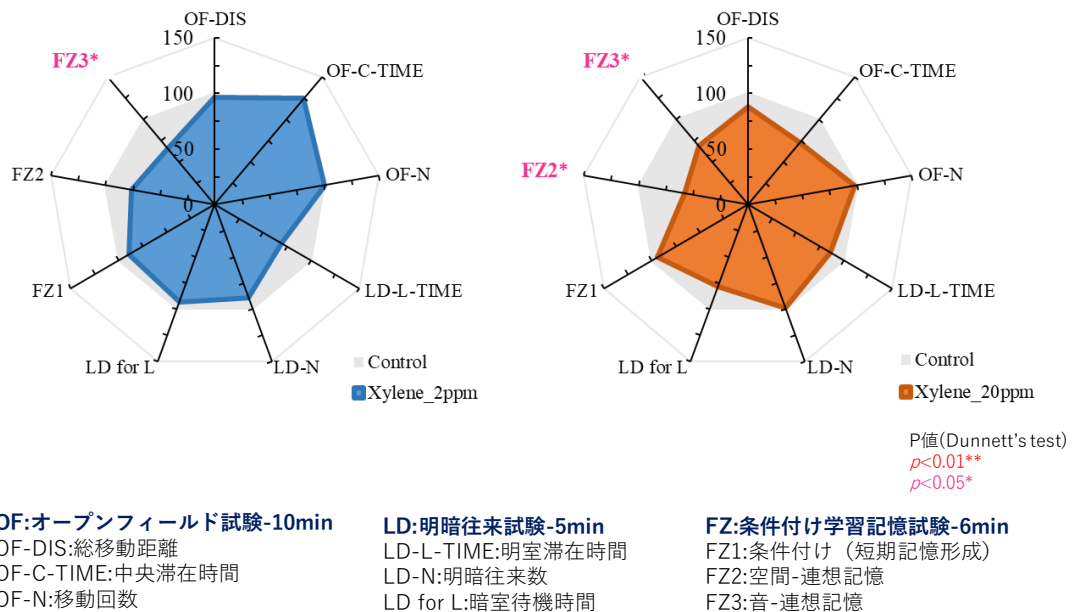 OF-DIS
150
100
50
0
OF-C-TIME
OF-N
LD-L-TIME
LD-N
LD for L
FZ1
FZ2
FZ3*
Control
Xylene_2ppm
OF-DIS
150
100
50
0
OF-C-TIME
OF-N
LD-L-TIME
LD-N
LD for L
FZ1
FZ2*
FZ3*
Control
Xylene_20ppm
P値(Dunnett's test)
p<0.01**
p<0.05*
OF:オープンフィールド試験-10min
OF-DIS:総移動距離
OF-C-TIME:中央滞在時間
OF-N:移動回数
LD:明暗往来試験-5min
LD-L-TIME:明室滞在時間
LD-N:明暗往来数
LD for L:暗室待機時間
FZ:条件付け学習記憶試験-6min
FZ1:条件付け（短期記憶形成）
FZ2:空間-連想記憶
FZ3:音-連想記憶